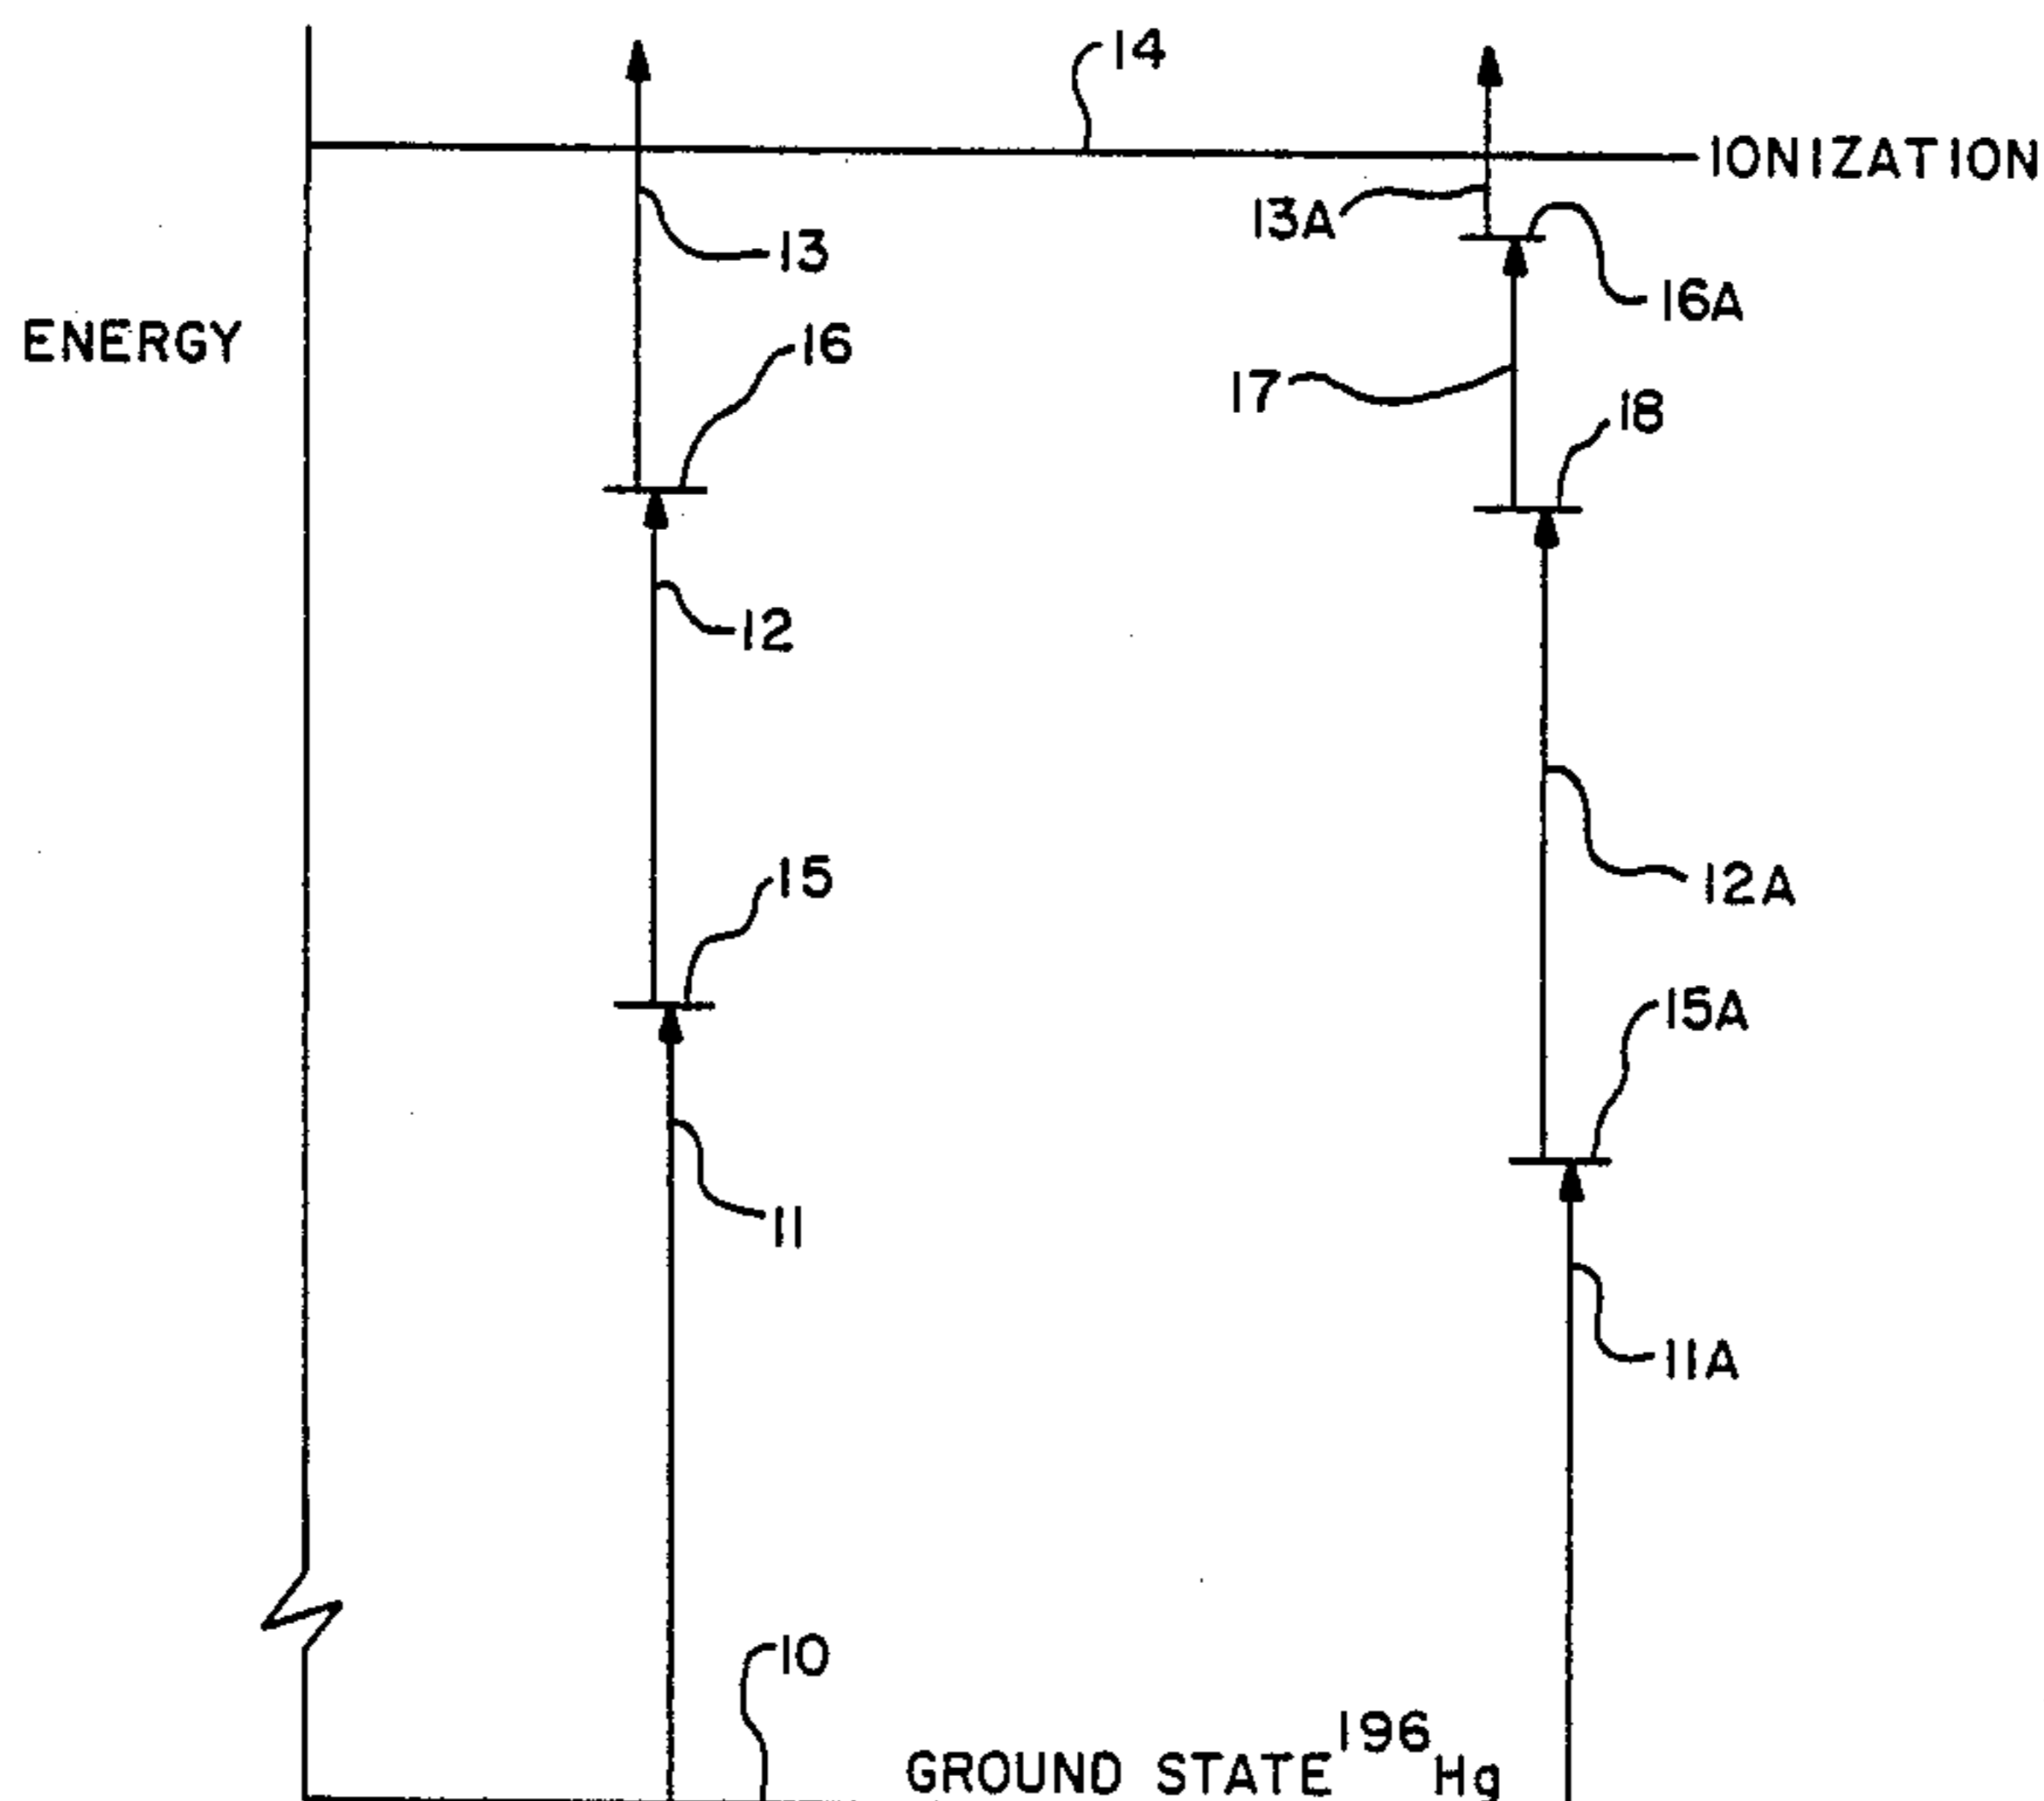 14
IONIZATION
13A
13
16A
ENERGY
16
17
18
12
15
12A
15A
11
11A
10
GROUND STATE 196Hg